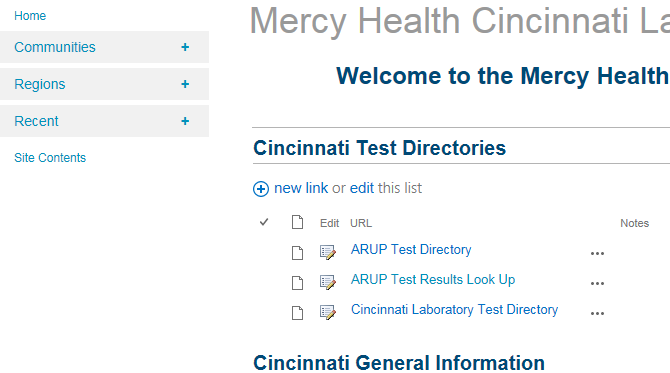 Home
Communities +
Regions +
Recent +
Site Contents
Mercy Health Cincinnati La
Welcome to the Mercy Health
Cincinnati Test Directories
new link or edit this list
Edit URL Notes
ARUP Test Directory ...
ARUP Test Results Look Up ...
Cincinnati Laboratory Test Directory ...
Cincinnati General Information